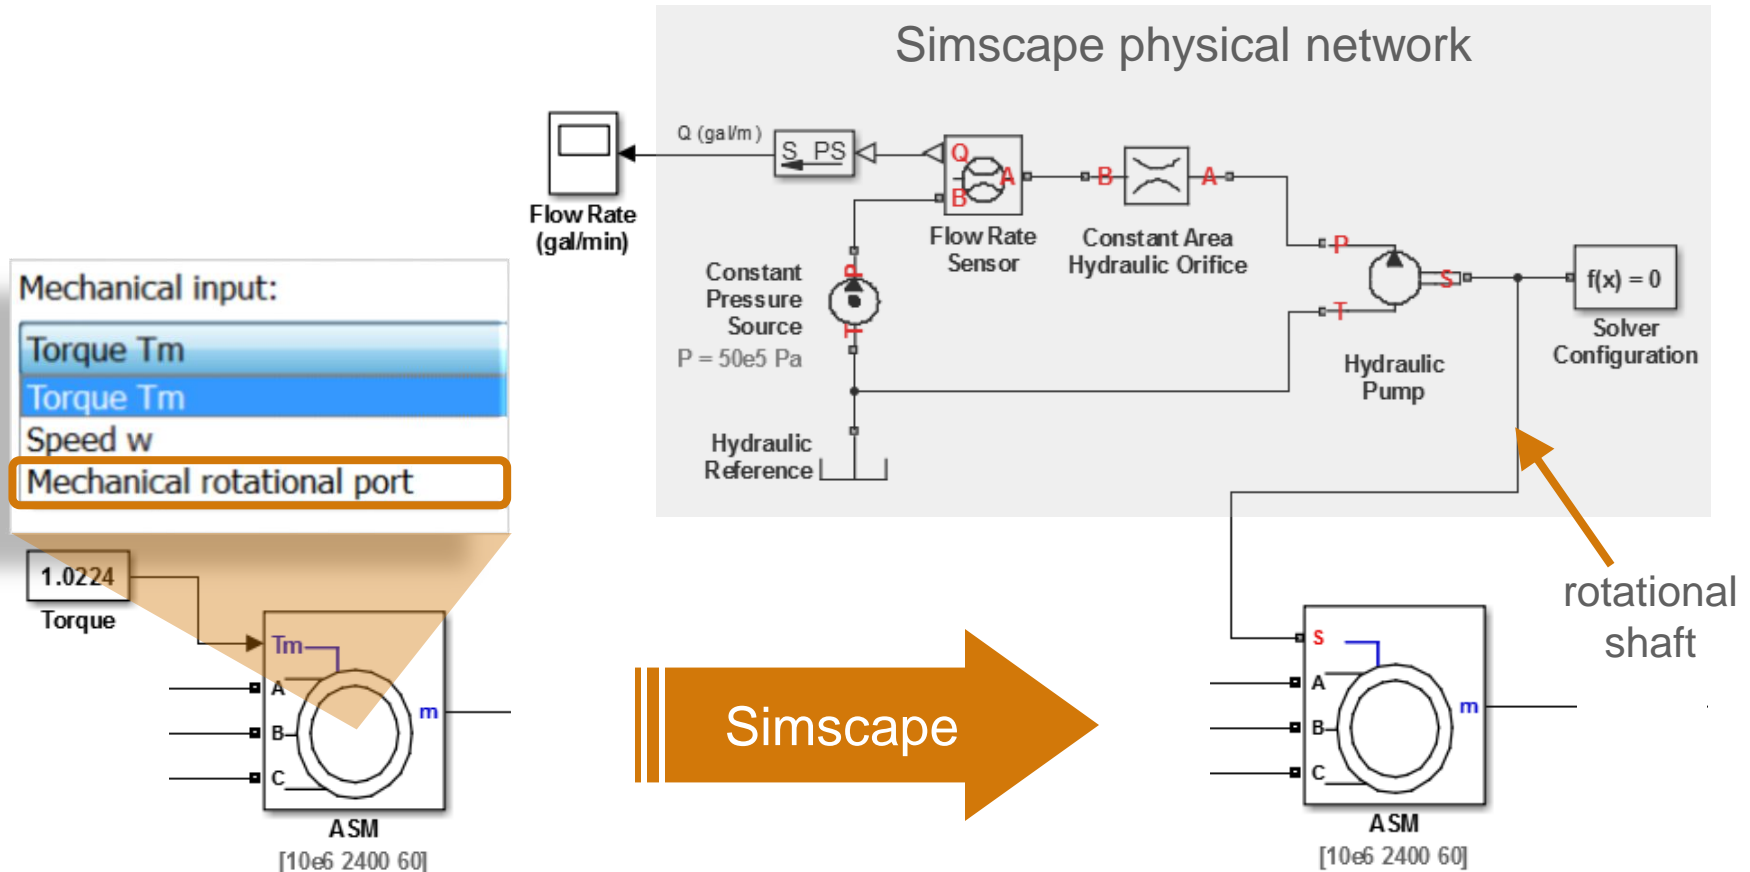 Simscape physical network
Q (gal/m)
S PS
Q
A
B
B
A
Flow Rate
(gal/min)
Flow Rate
Sensor
Constant Area
Hydraulic Orifice
P
T
S
f(x) = 0
Solver
Configuration
Hydraulic
Pump
Constant
Pressure
Source
P = 50e5 Pa
P
T
Hydraulic
Reference
Mechanical input:
Torque Tm
Torque Tm
Speed w
Mechanical rotational port
1.0224
Torque
Tm
A
B
C
m
ASM
[10e6 2400 60]
Simscape
rotational
shaft
S
A
B
C
m
ASM
[10e6 2400 60]